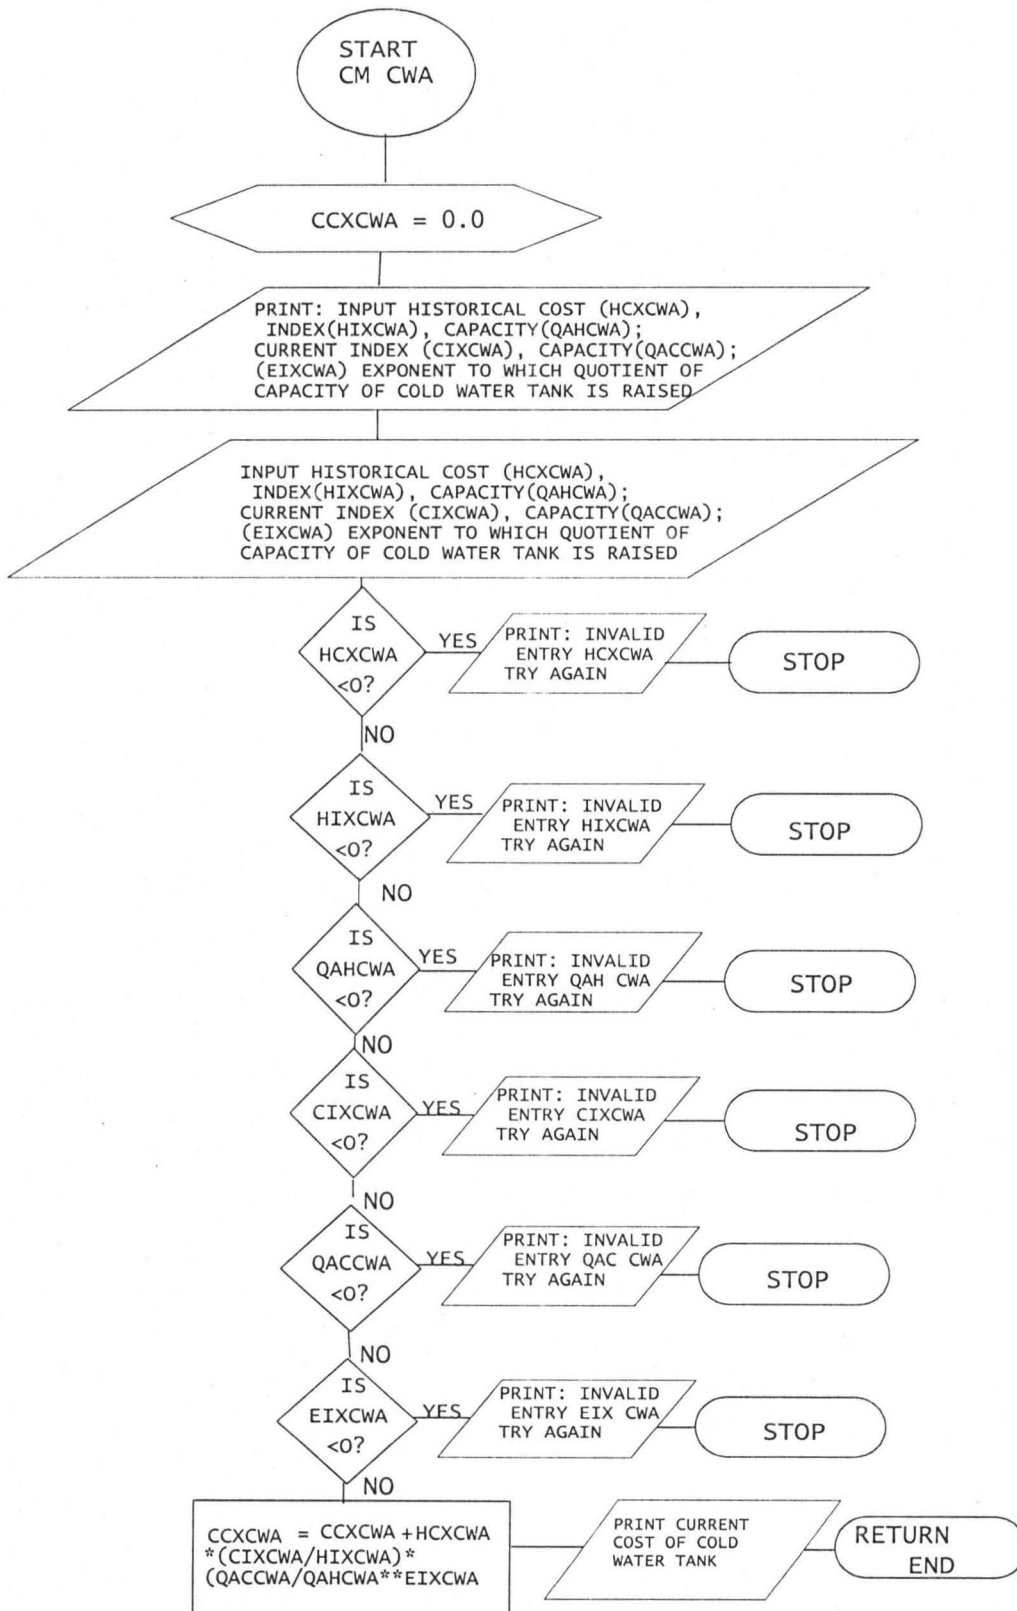 START
CM CWA
CCXCWA = 0.0
PRINT: INPUT HISTORICAL COST (HCXCWA),
INDEX(HIXCWA), CAPACITY(QAHCWA);
CURRENT INDEX (CIXCWA), CAPACITY(QACCWA);
(EIXCWA) EXPONENT TO WHICH QUOTIENT OF
CAPACITY OF COLD WATER TANK IS RAISED
INPUT HISTORICAL COST (HCXCWA),
INDEX(HIXCWA), CAPACITY(QAHCWA);
CURRENT INDEX (CIXCWA), CAPACITY(QACCWA);
(EIXCWA) EXPONENT TO WHICH QUOTIENT OF
CAPACITY OF COLD WATER TANK IS RAISED
IS
HCXCWA
<0?
YES
PRINT: INVALID
ENTRY HCXCWA
TRY AGAIN
STOP
NO
IS
HIXCWA
<0?
YES
PRINT: INVALID
ENTRY HIXCWA
TRY AGAIN
STOP
NO
IS
QAHCWA
<0?
YES
PRINT: INVALID
ENTRY QAH CWA
TRY AGAIN
STOP
NO
IS
CIXCWA
<0?
YES
PRINT: INVALID
ENTRY CIXCWA
TRY AGAIN
STOP
NO
IS
QACCWA
<0?
YES
PRINT: INVALID
ENTRY QAC CWA
TRY AGAIN
STOP
NO
IS
EIXCWA
<0?
YES
PRINT: INVALID
ENTRY EIX CWA
TRY AGAIN
STOP
NO
CCXCWA = CCXCWA +HCXCWA
*(CIXCWA/HIXCWA)*
(QACCWA/QAHCWA**EIXCWA
PRINT CURRENT
COST OF COLD
WATER TANK
RETURN
END